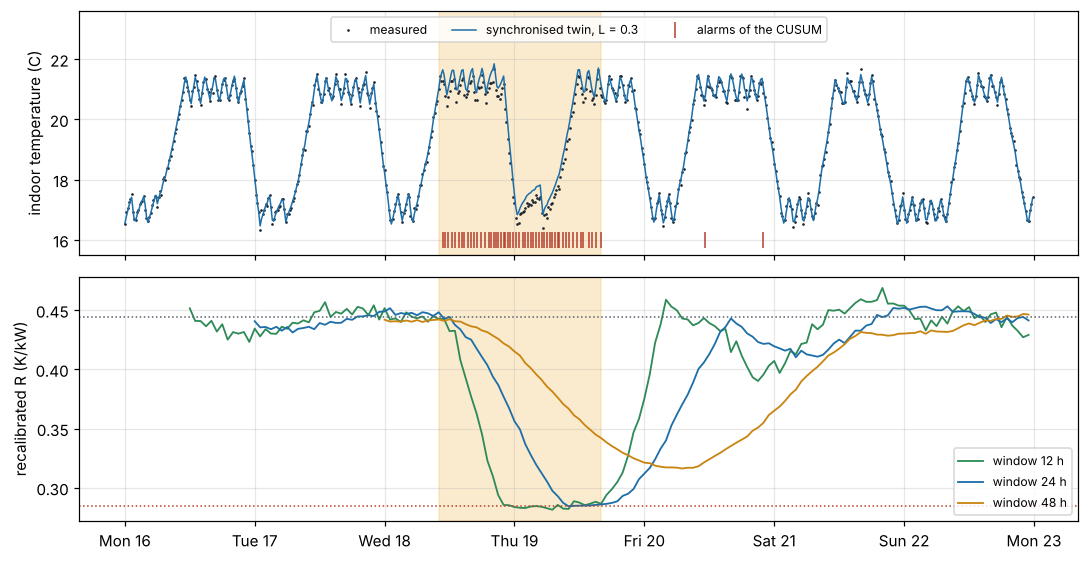 measured
synchronised twin, L = 0.3
alarms of the CUSUM
indoor temperature (C)
22
20
18
16
recalibrated R (K/kW)
0.45
0.40
0.35
0.30
window 12 h
window 24 h
window 48 h
Mon 16
Tue 17
Wed 18
Thu 19
Fri 20
Sat 21
Sun 22
Mon 23